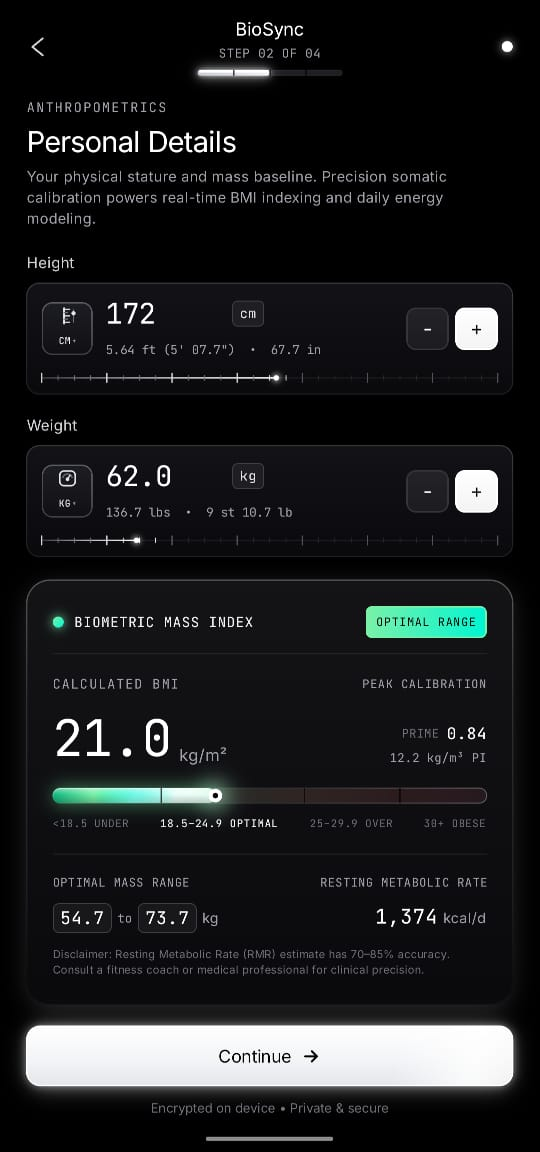 BioSync
STEP 02 OF 04
ANTHROPOMETRICS
Personal Details
Your physical stature and mass baseline. Precision somatic
calibration powers real-time BMI indexing and daily energy
modeling.
Height
172 cm
CM
5.64 ft (5' 07.7") • 67.7 in
- +
Weight
62.0 kg
KG
136.7 lbs • 9 st 10.7 lb
- +
BIOMETRIC MASS INDEX
OPTIMAL RANGE
CALCULATED BMI
PEAK CALIBRATION
21.0 kg/m²
PRIME 0.84
12.2 kg/m³ PI
<18.5 UNDER 18.5–24.9 OPTIMAL 25–29.9 OVER 30+ OBESE
OPTIMAL MASS RANGE
54.7 to 73.7 kg
RESTING METABOLIC RATE
1,374 kcal/d
Disclaimer: Resting Metabolic Rate (RMR) estimate has 70–85% accuracy.
Consult a fitness coach or medical professional for clinical precision.
Continue →
Encrypted on device • Private & secure